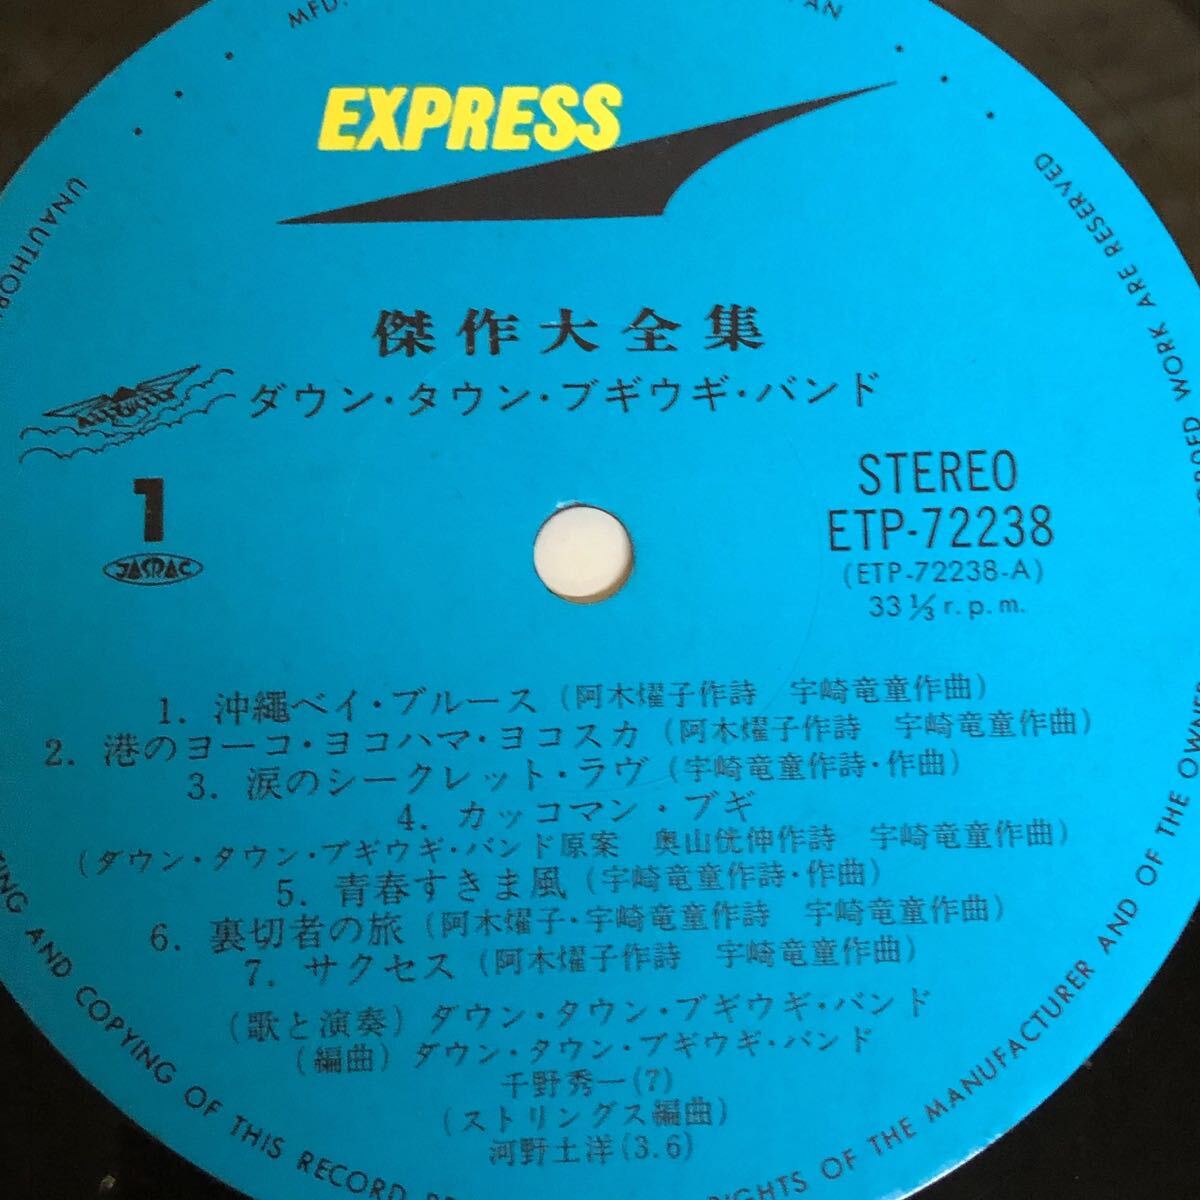 MFD.
AN
EXPRESS
傑作大全集
ダウン・タウン・ブギウギ・バンド
1
JASRAC
STEREO
ETP-72238
(ETP-72238-A)
33 1/3 r.p.m.
1. 沖縄ベイ・ブルース (阿木燿子作詩 宇崎竜童作曲)
2. 港のヨーコ・ヨコハマ・ヨコスカ (阿木燿子作詩 宇崎竜童作曲)
3. 涙のシークレット・ラヴ (宇崎竜童作詩・作曲)
4. カッコマン・ブギ
(ダウン・タウン・ブギウギ・バンド原案 奥山侊伸作詩 宇崎竜童作曲)
5. 青春すきま風 (宇崎竜童作詩・作曲)
6. 裏切者の旅 (阿木燿子・宇崎竜童作詩 宇崎竜童作曲)
7. サクセス (阿木燿子作詩 宇崎竜童作曲)
(歌と演奏) ダウン・タウン・ブギウギ・バンド
(編曲) ダウン・タウン・ブギウギ・バンド
千野秀一(7)
(ストリングス編曲)
河野土洋(3.6)
UNAUTHOR
WORK ARE RESERVED
AND COPYING OF THIS RECORD
RIGHTS OF THE MANUFACTURER AND OF THE OWNE